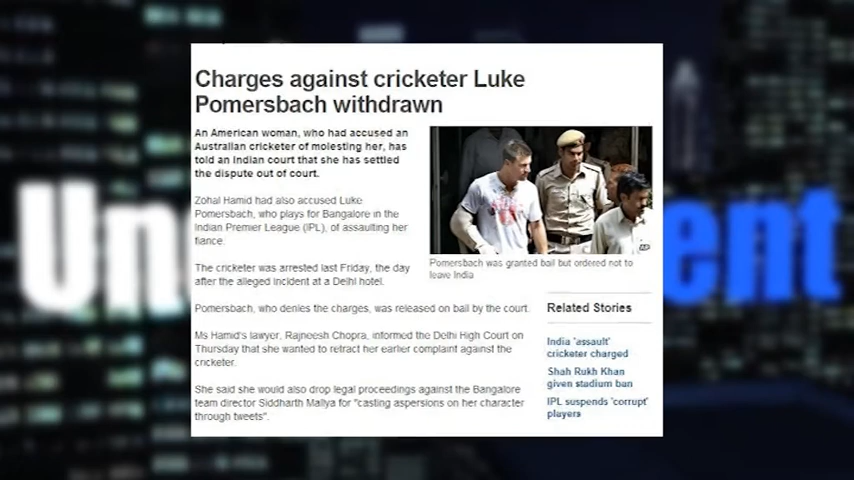 Charges against cricketer Luke
Pomersbach withdrawn
An American woman, who had accused an
Australian cricketer of molesting her, has
told an Indian court that she has settled
the dispute out of court.
Zohal Hamid had also accused Luke
Pomersbach, who plays for Bangalore in the
Indian Premier League (IPL), of assaulting her
fiance.
The cricketer was arrested last Friday, the day
after the alleged incident at a Delhi hotel.
Pomersbach, who denies the charges, was released on bail by the court.
Ms Hamid's lawyer, Rajneesh Chopra, informed the Delhi High Court on
Thursday that she wanted to retract her earlier complaint against the
cricketer.
She said she would also drop legal proceedings against the Bangalore
team director Siddharth Mallya for "casting aspersions on her character
through tweets".
Pomersbach was granted bail but ordered not to
leave India
Related Stories
India 'assault'
cricketer charged
Shah Rukh Khan
given stadium ban
IPL suspends 'corrupt'
players
Un
ent